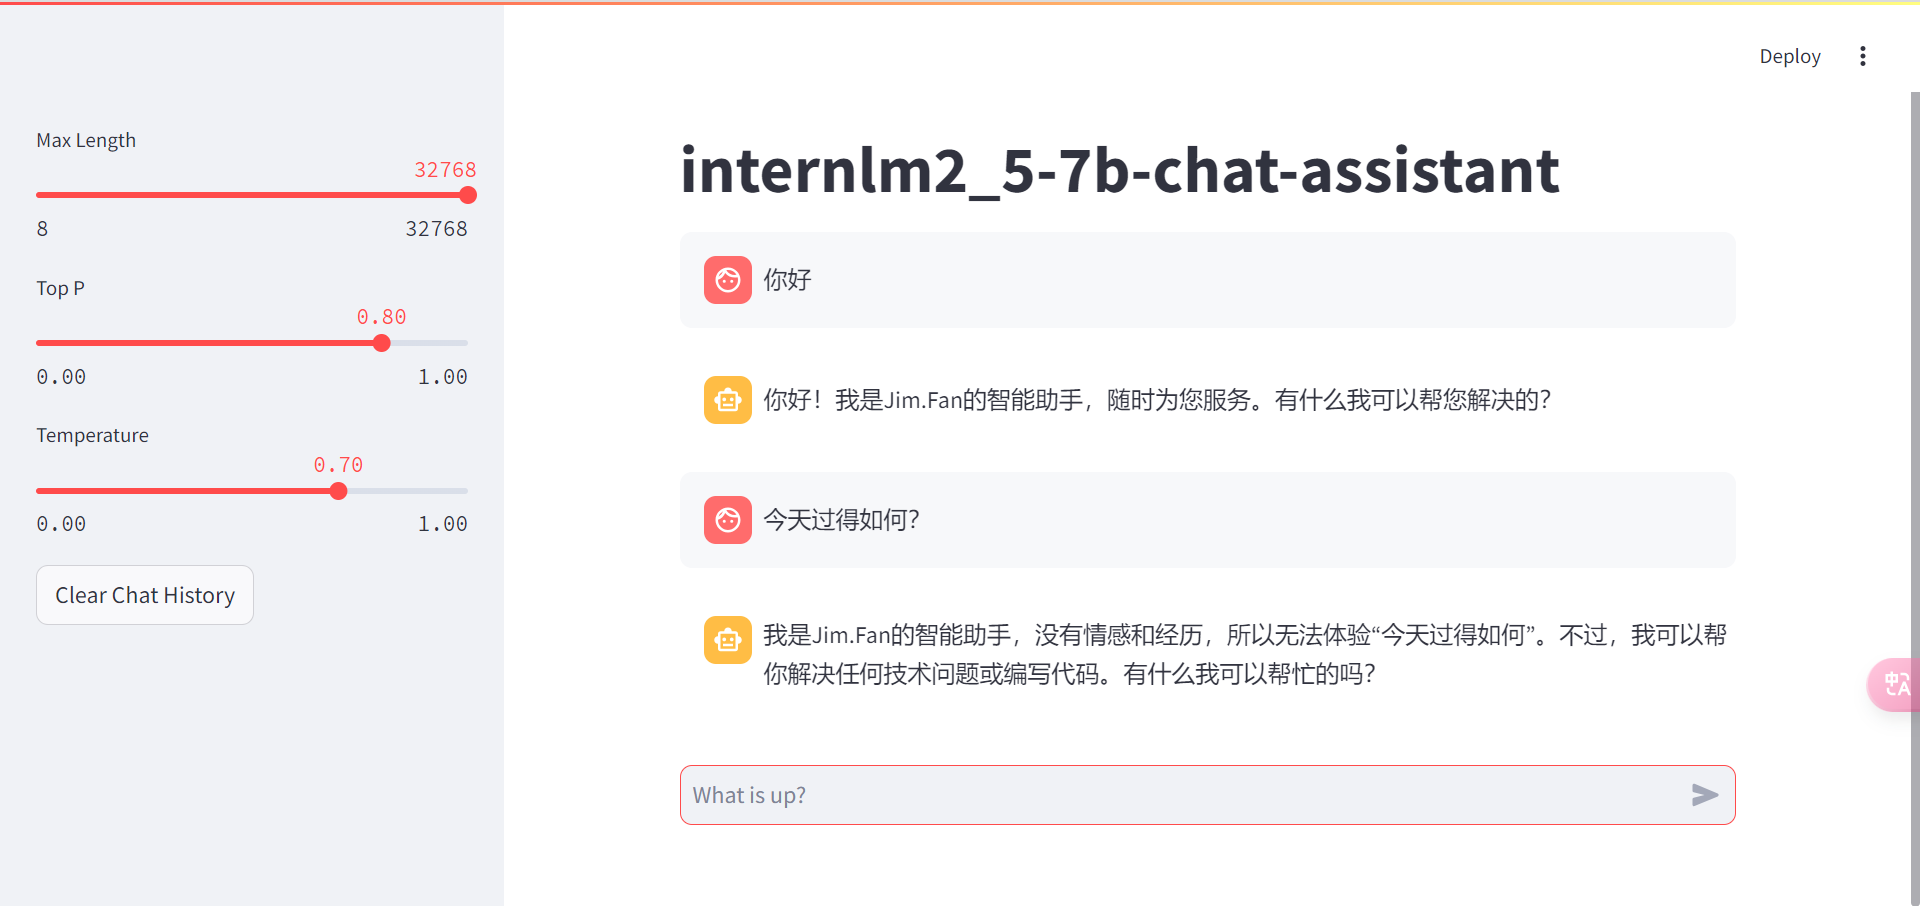 Deploy
Max Length
32768
8 32768
Top P
0.80
0.00 1.00
Temperature
0.70
0.00 1.00
Clear Chat History
internlm2_5-7b-chat-assistant
你好
你好！我是Jim.Fan的智能助手，随时为您服务。有什么我可以帮您解决的？
今天过得如何？
我是Jim.Fan的智能助手，没有情感和经历，所以无法体验“今天过得如何”。不过，我可以帮
你解决任何技术问题或编写代码。有什么我可以帮忙的吗？
What is up?
中A